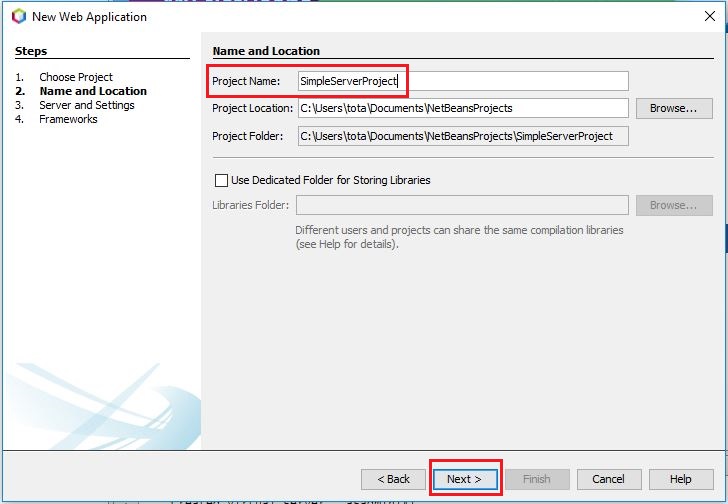 New Web Application
Steps
1. Choose Project
2. Name and Location
3. Server and Settings
4. Frameworks
Name and Location
Project Name: SimpleServerProject
Project Location: C:\Users\tota\Documents\NetBeansProjects Browse...
Project Folder: C:\Users\tota\Documents\NetBeansProjects\SimpleServerProject
Use Dedicated Folder for Storing Libraries
Libraries Folder: Browse...
Different users and projects can share the same compilation libraries
(see Help for details).
< Back Next > Finish Cancel Help